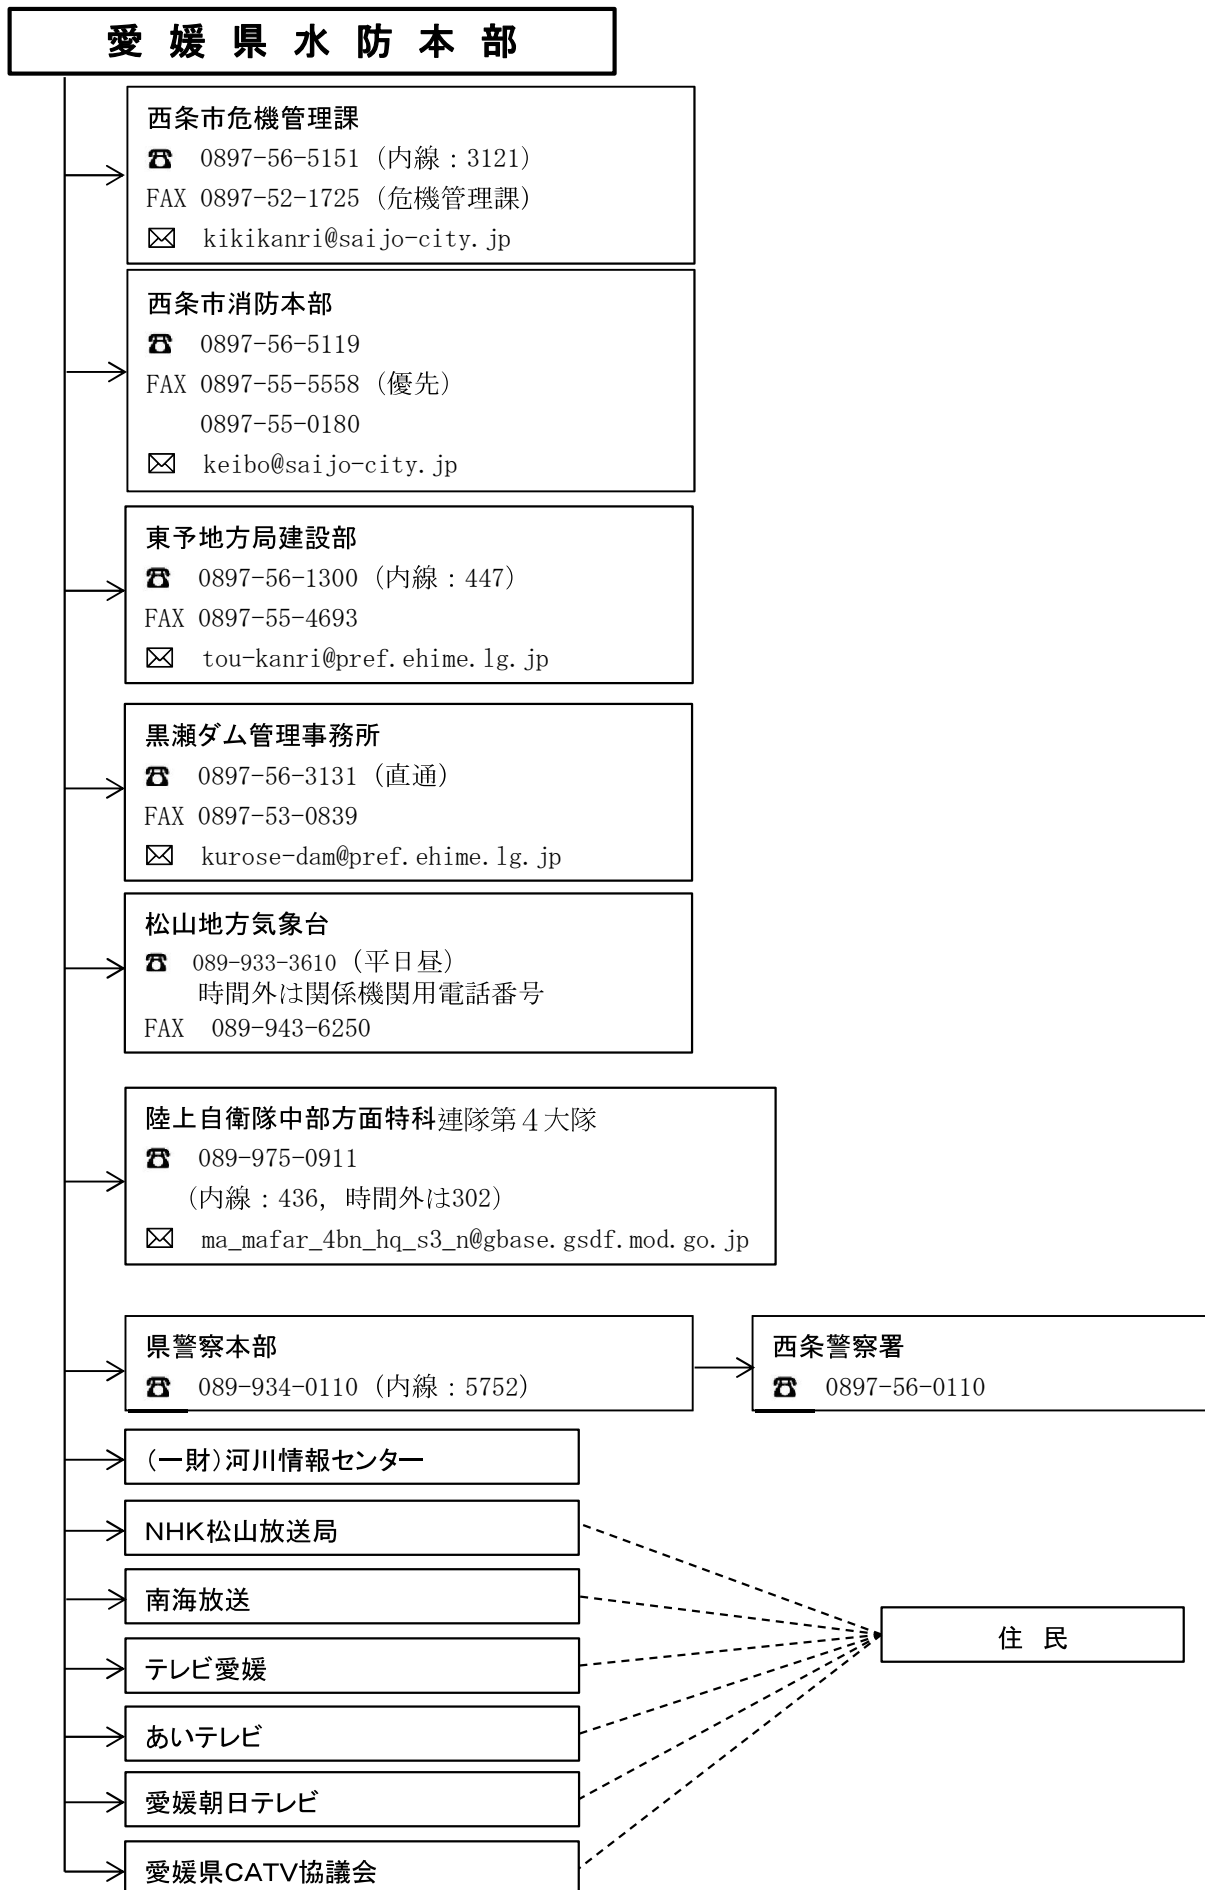 愛媛県水防本部
西条市危機管理課
☎ 0897-56-5151（内線：3121）
FAX 0897-52-1725（危機管理課）
✉ kikikanri@saijo-city.jp
西条市消防本部
☎ 0897-56-5119
FAX 0897-55-5558（優先）
0897-55-0180
✉ keibo@saijo-city.jp
東予地方局建設部
☎ 0897-56-1300（内線：447）
FAX 0897-55-4693
✉ tou-kanri@pref.ehime.lg.jp
黒瀬ダム管理事務所
☎ 0897-56-3131（直通）
FAX 0897-53-0839
✉ kurose-dam@pref.ehime.lg.jp
松山地方気象台
☎ 089-933-3610（平日昼）
時間外は関係機関用電話番号
FAX 089-943-6250
陸上自衛隊中部方面特科連隊第４大隊
☎ 089-975-0911
（内線：436，時間外は302）
✉ ma_mafar_4bn_hq_s3_n@gbase.gsdf.mod.go.jp
県警察本部
☎ 089-934-0110（内線：5752）
西条警察署
☎ 0897-56-0110
（一財）河川情報センター
NHK松山放送局
南海放送
テレビ愛媛
住民
あいテレビ
愛媛朝日テレビ
愛媛県CATV協議会